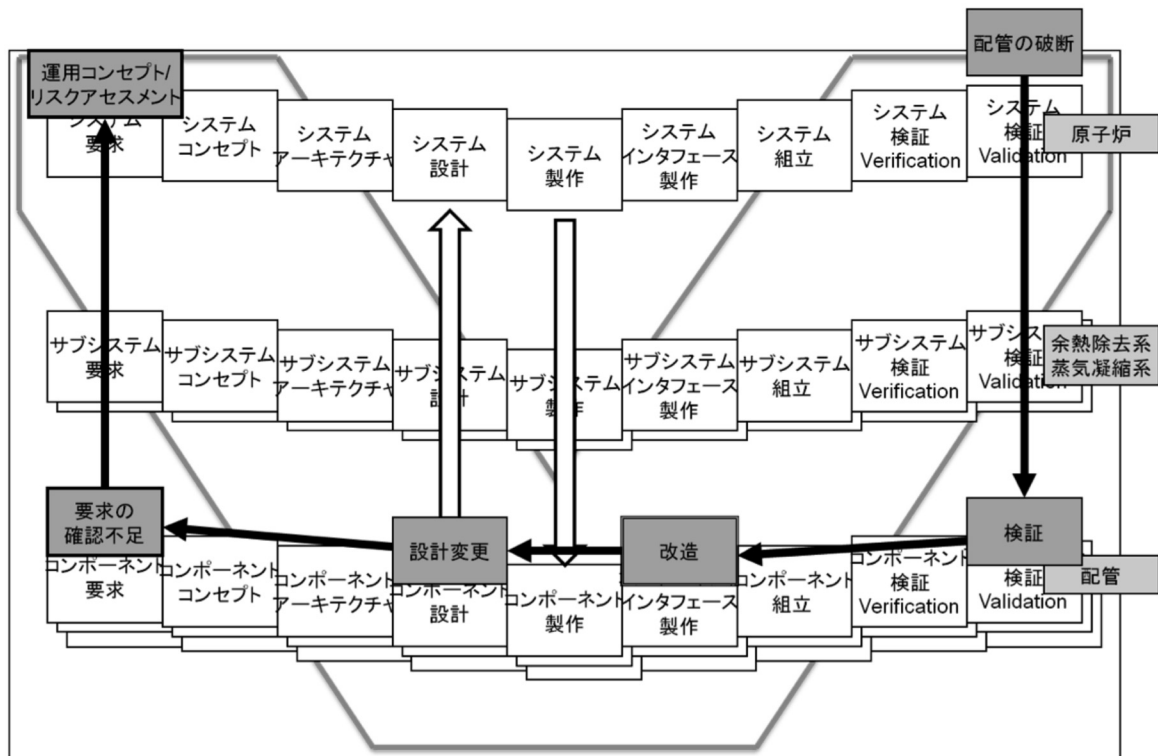 配管の破断
運用コンセプト/
リスクアセスメント
システム
要求
システム
コンセプト
システム
アーキテクチャ
システム
設計
システム
製作
システム
インタフェース
製作
システム
組立
システム
検証
Verification
システム
検証
Validation
原子炉
サブシステム
要求
サブシステム
コンセプト
サブシステム
アーキテクチャ
サブシステム
設計
サブシステム
製作
サブシステム
インタフェース
製作
サブシステム
組立
サブシステム
検証
Verification
サブシステム
検証
Validation
余熱除去系
蒸気凝縮系
要求の
確認不足
設計変更
改造
検証
コンポーネント
要求
コンポーネント
コンセプト
コンポーネント
アーキテクチャ
コンポーネント
設計
コンポーネント
製作
インタフェース
製作
コンポーネント
組立
コンポーネント
検証
Verification
検証
Validation
配管